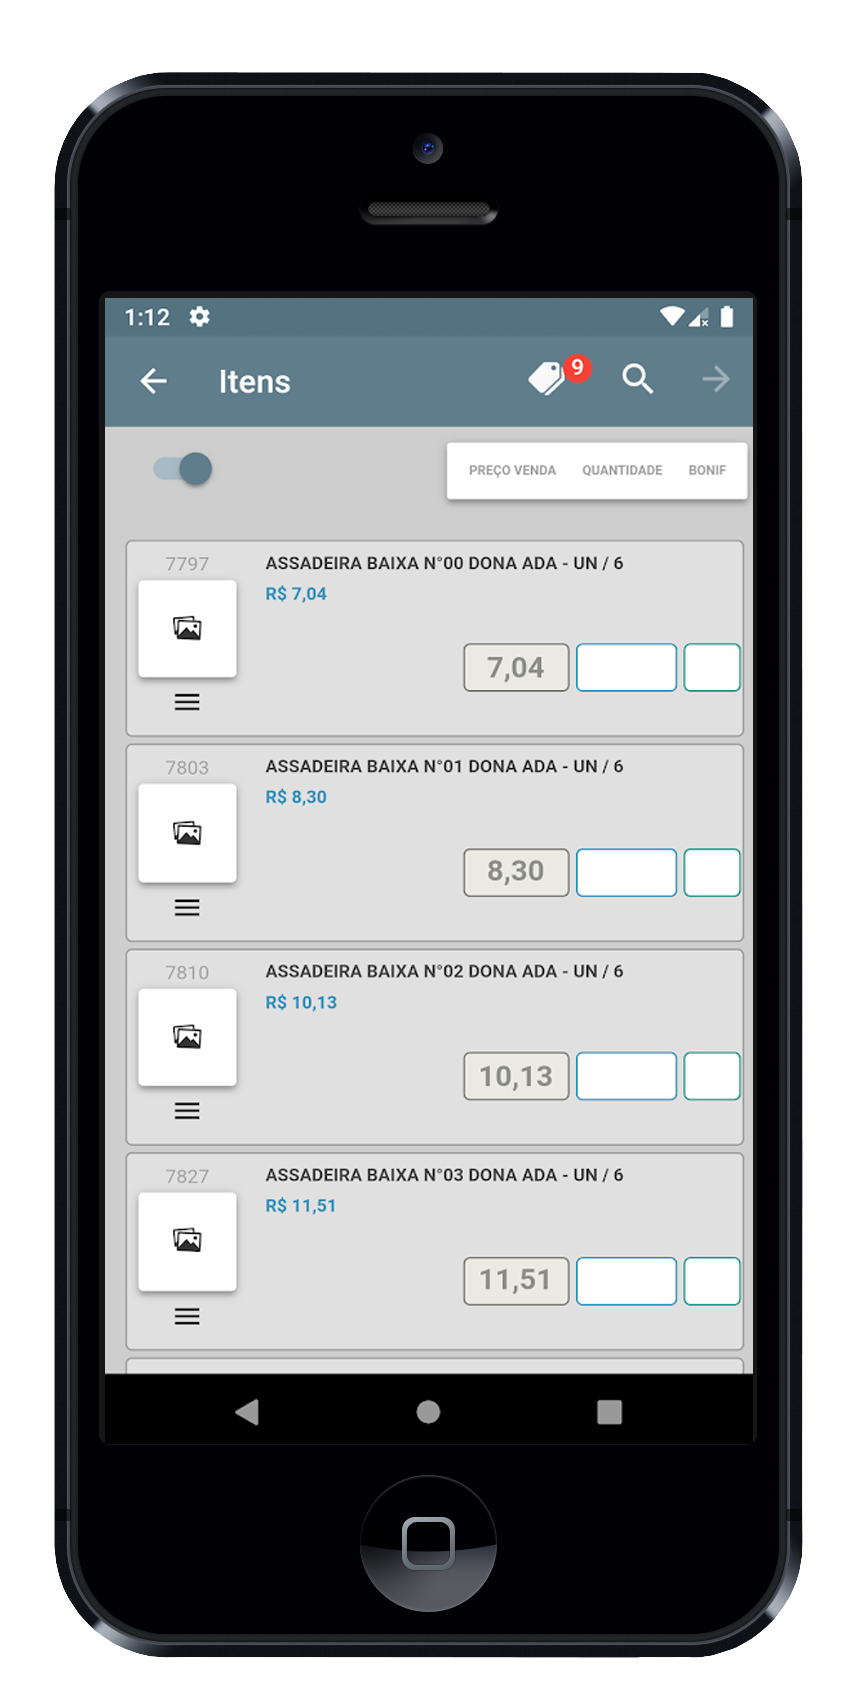 1:12
Itens
9
PREÇO VENDA QUANTIDADE BONIF
7797
ASSADEIRA BAIXA N°00 DONA ADA - UN / 6
R$ 7,04
7,04
7803
ASSADEIRA BAIXA N°01 DONA ADA - UN / 6
R$ 8,30
8,30
7810
ASSADEIRA BAIXA N°02 DONA ADA - UN / 6
R$ 10,13
10,13
7827
ASSADEIRA BAIXA N°03 DONA ADA - UN / 6
R$ 11,51
11,51